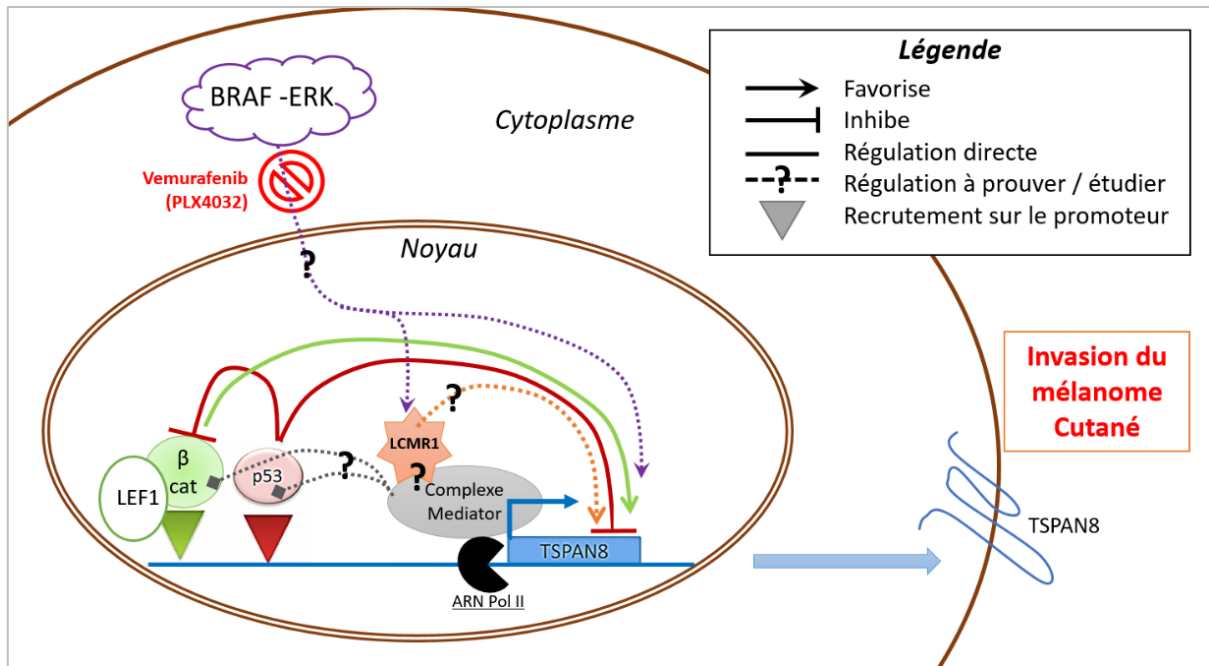 BRAF -ERK
Cytoplasme
Vemurafenib
(PLX4032)
?
Noyau
Légende
Favorise
Inhibe
Régulation directe
?
Régulation à prouver / étudier
Recrutement sur le promoteur
Invasion du
mélanome
Cutané
?
LCMR1
?
?
β
cat
LEF1
p53
Complexe
Mediator
TSPAN8
ARN Pol II
TSPAN8